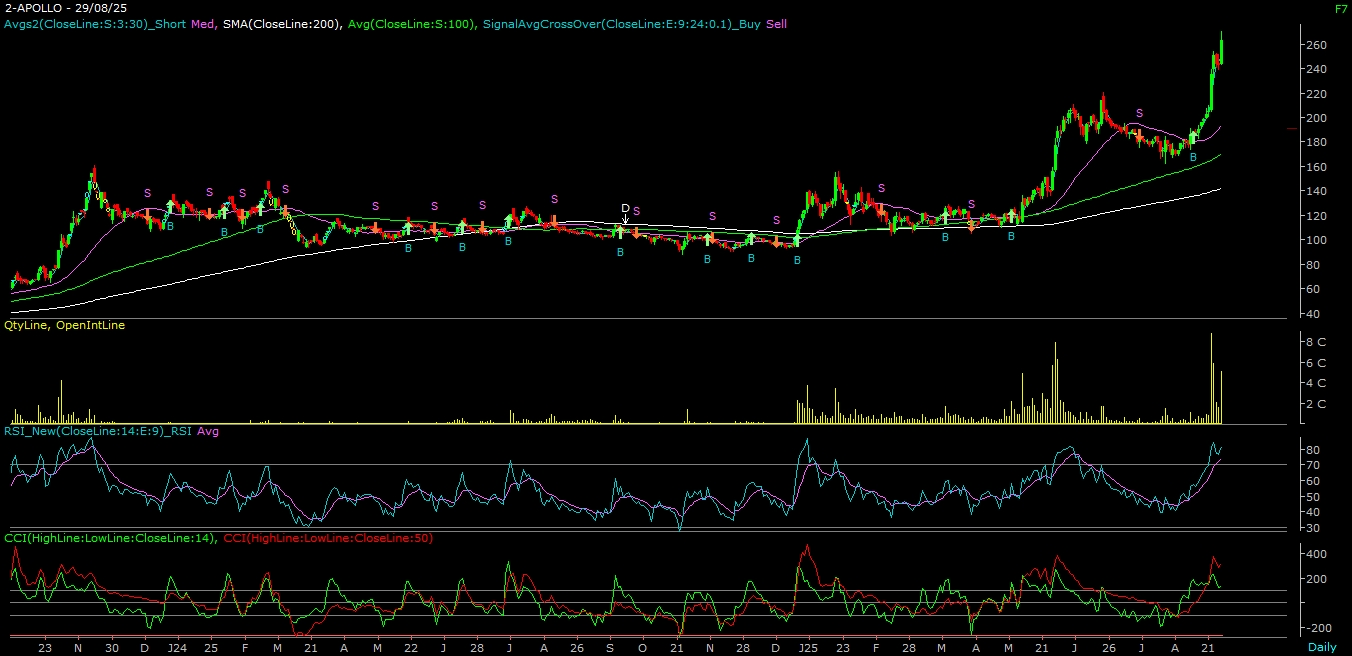 2-APOLLO - 29/08/25
F7
Avgs2(CloseLine:S:3:30)_Short Med, SMA(CloseLine:200), Avg(CloseLine:S:100), SignalAvgCrossOver(CloseLine:E:9:24:0.1)_Buy Sell
260
240
220
200
180
160
140
120
100
80
60
40
S S S S S S S S D S S S S S S
B B B B B B B B B B B B B
QtyLine, OpenIntLine
8 C
6 C
4 C
2 C
RSI_New(CloseLine:14:E:9)_RSI Avg
80
70
60
50
40
30
CCI(HighLine:LowLine:CloseLine:14), CCI(HighLine:LowLine:CloseLine:50)
400
200
-200
23 N 30 D J24 25 F M 21 A M 22 J 28 J A 26 S O 21 N 28 D J25 23 F 28 M A M 21 J 26 J A 21
Daily